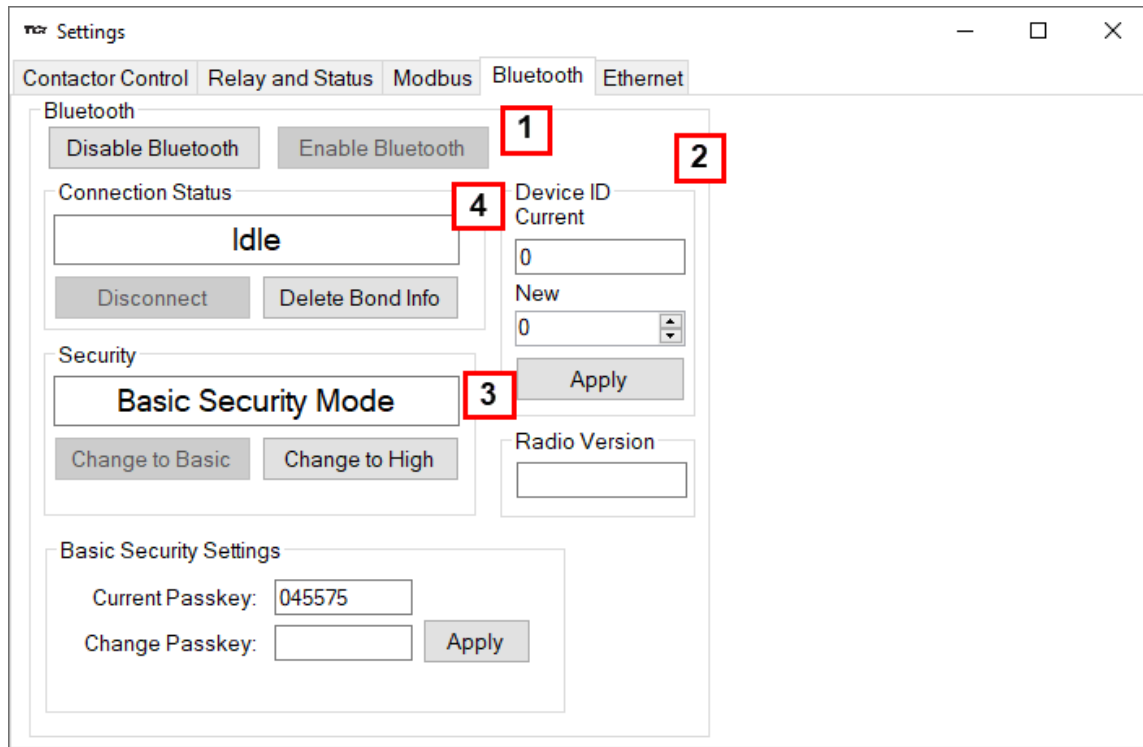 Settings
Contactor Control Relay and Status Modbus Bluetooth Ethernet
Bluetooth
Disable Bluetooth Enable Bluetooth 1
2
Connection Status
Idle
4
Disconnect Delete Bond Info
Device ID
Current
0
New
0
Apply
Security
Basic Security Mode
3
Change to Basic Change to High
Radio Version
Basic Security Settings
Current Passkey: 045575
Change Passkey: Apply